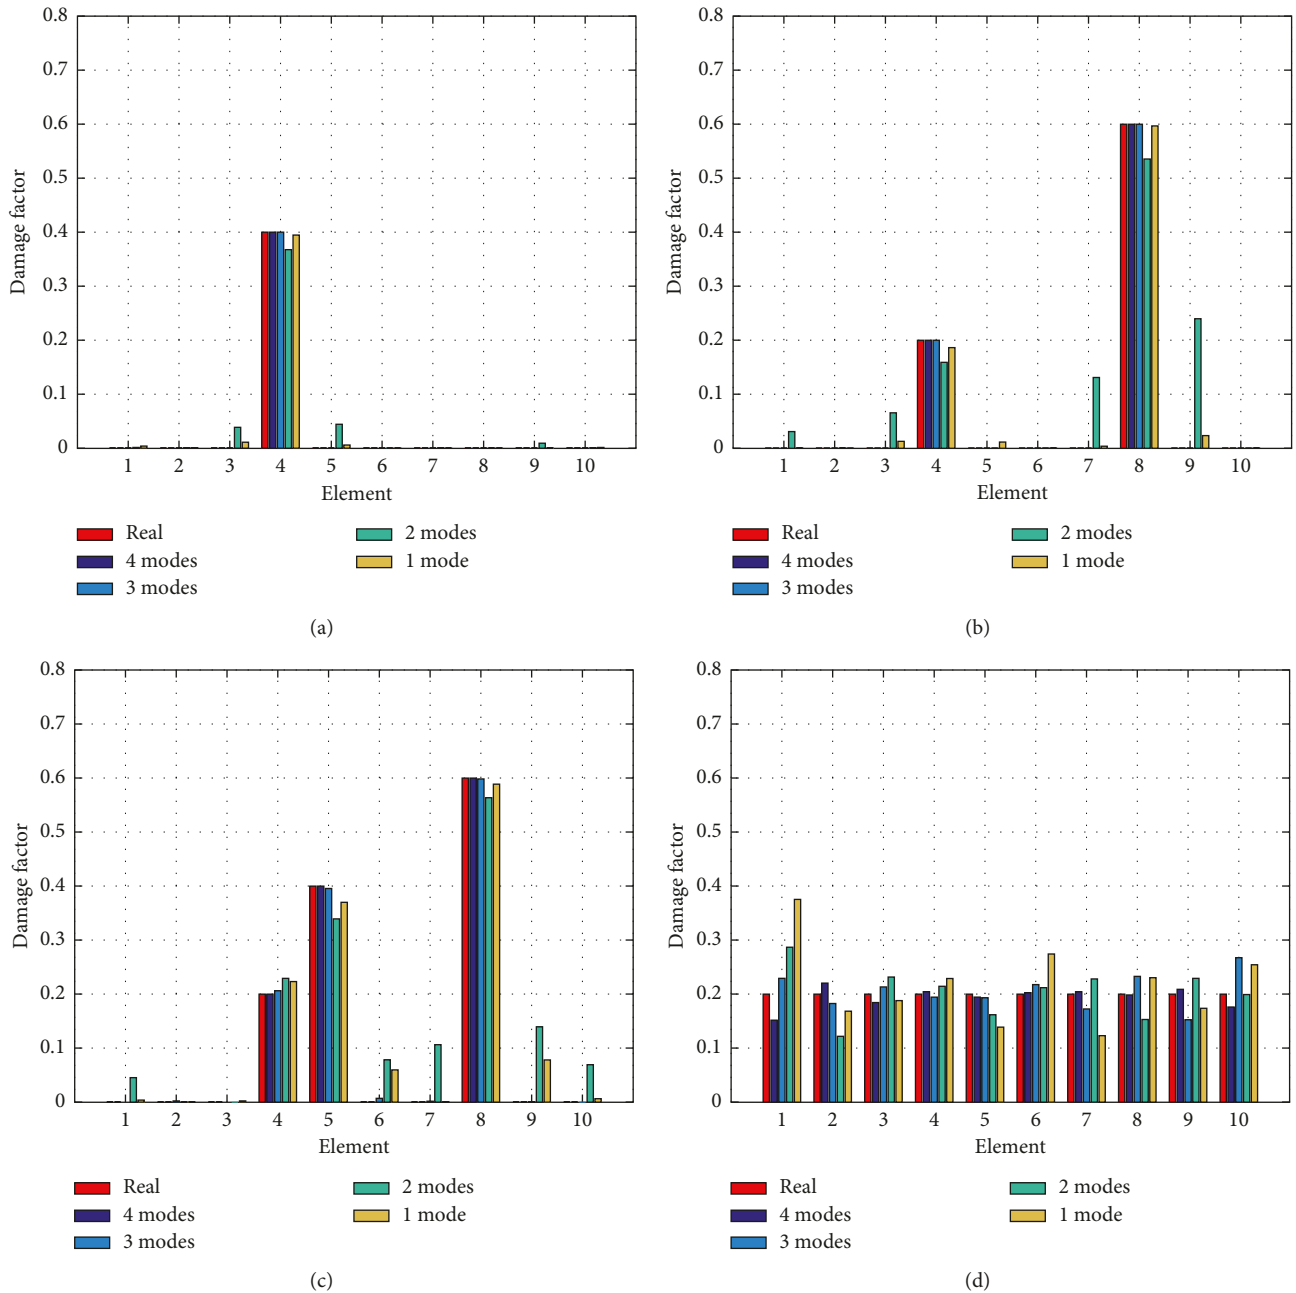 0.8
0.7
0.6
0.5
0.4
0.3
0.2
0.1
0
Damage factor
1 2 3 4 5 6 7 8 9 10
Element
Real
4 modes
3 modes
2 modes
1 mode
(a)
0.8
0.7
0.6
0.5
0.4
0.3
0.2
0.1
0
Damage factor
1 2 3 4 5 6 7 8 9 10
Element
Real
4 modes
3 modes
2 modes
1 mode
(b)
0.8
0.7
0.6
0.5
0.4
0.3
0.2
0.1
0
Damage factor
1 2 3 4 5 6 7 8 9 10
Element
Real
4 modes
3 modes
2 modes
1 mode
(c)
0.8
0.7
0.6
0.5
0.4
0.3
0.2
0.1
0
Damage factor
1 2 3 4 5 6 7 8 9 10
Element
Real
4 modes
3 modes
2 modes
1 mode
(d)